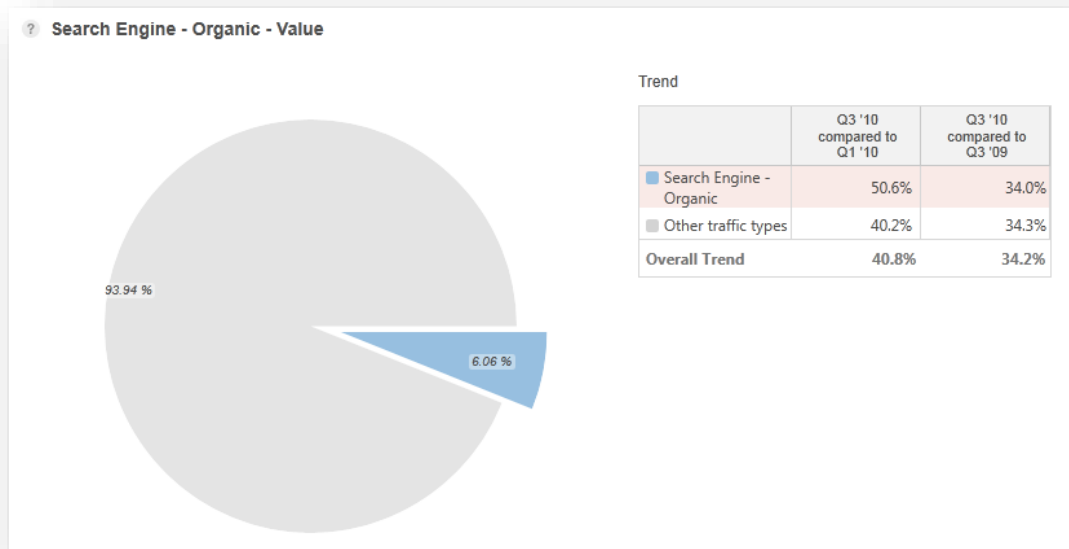 ? Search Engine - Organic - Value
Trend
Q3 '10
compared to
Q1 '10
Q3 '10
compared to
Q3 '09
Search Engine -
Organic
50.6%
34.0%
Other traffic types
40.2%
34.3%
Overall Trend
40.8%
34.2%
93.94 %
6.06 %